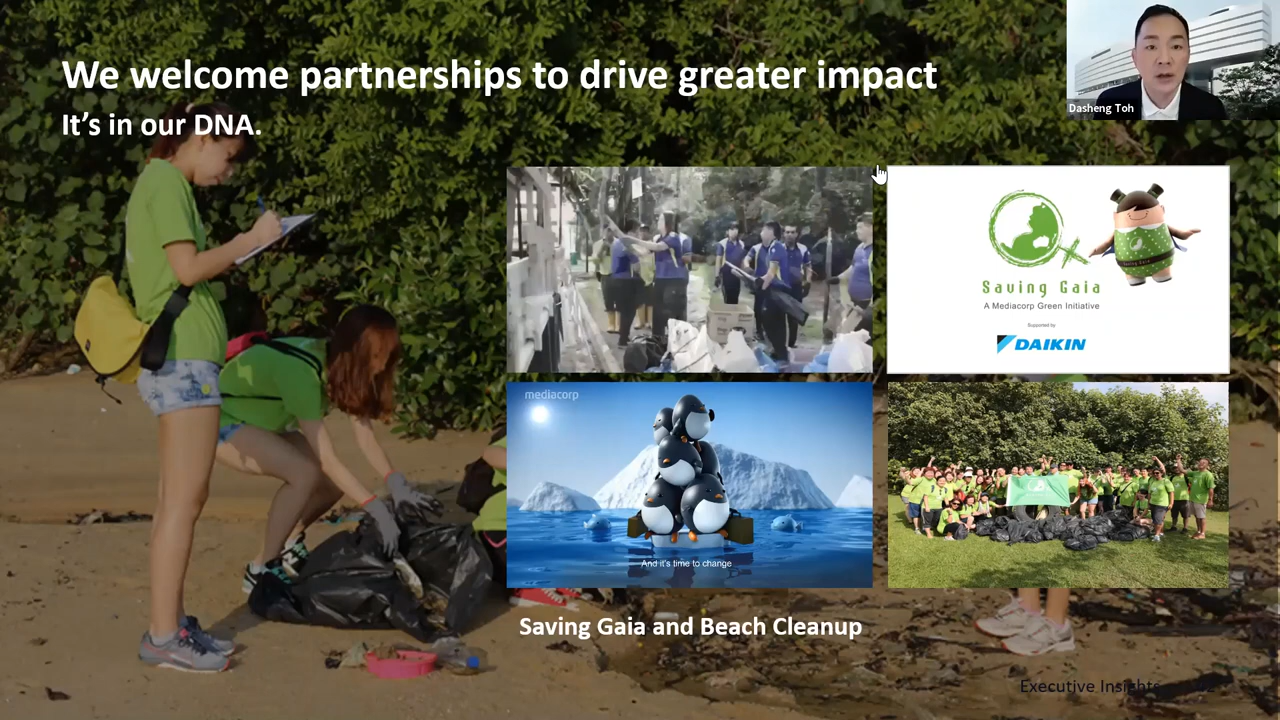 We welcome partnerships to drive greater impact
It's in our DNA.
Dasheng Toh
Saving Gaia
A Mediacorp Green Initiative
Supported by
DAIKIN
mediacorp
And it's time to change
Saving Gaia and Beach Cleanup
Executive Insights